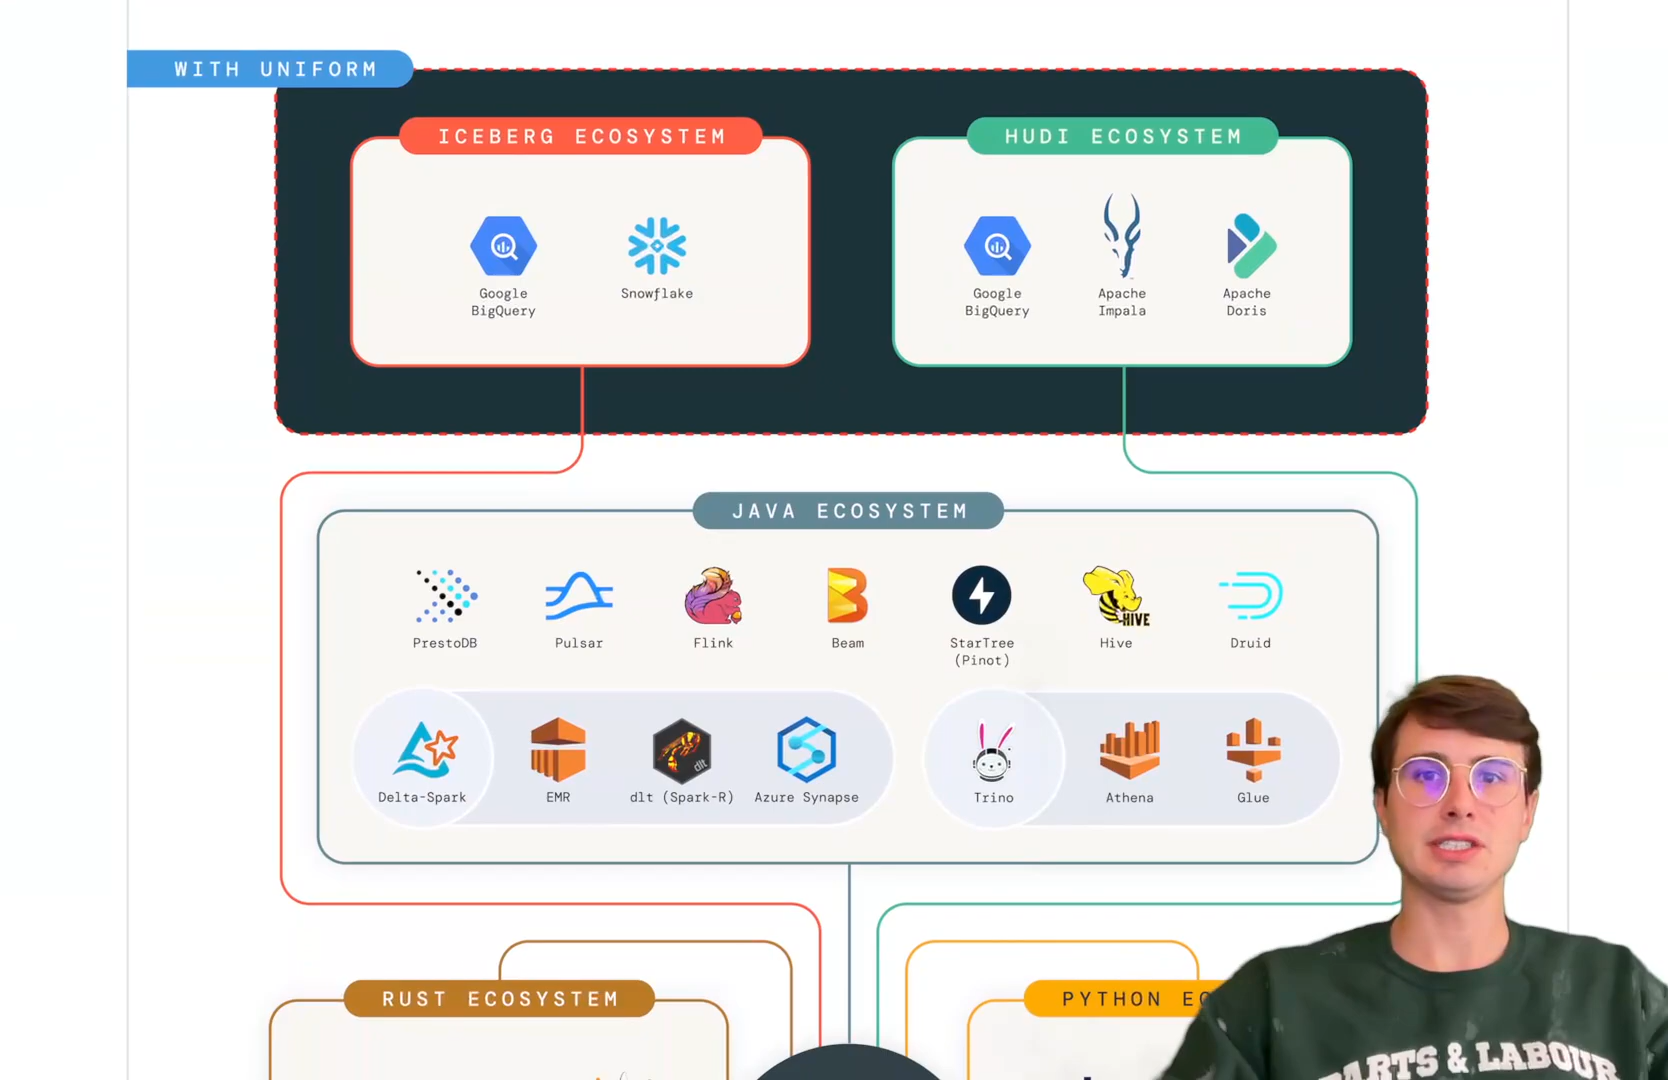 WITH UNIFORM
ICEBERG ECOSYSTEM
HUDI ECOSYSTEM
Google BigQuery
Snowflake
Google BigQuery
Apache Impala
Apache Doris
JAVA ECOSYSTEM
PrestoDB
Pulsar
Flink
Beam
StarTree (Pinot)
HIVE
Hive
Druid
Delta-Spark
EMR
dlt
dlt (Spark-R)
Azure Synapse
Trino
Athena
Glue
RUST ECOSYSTEM
PYTHON
ARTS & LABOUR